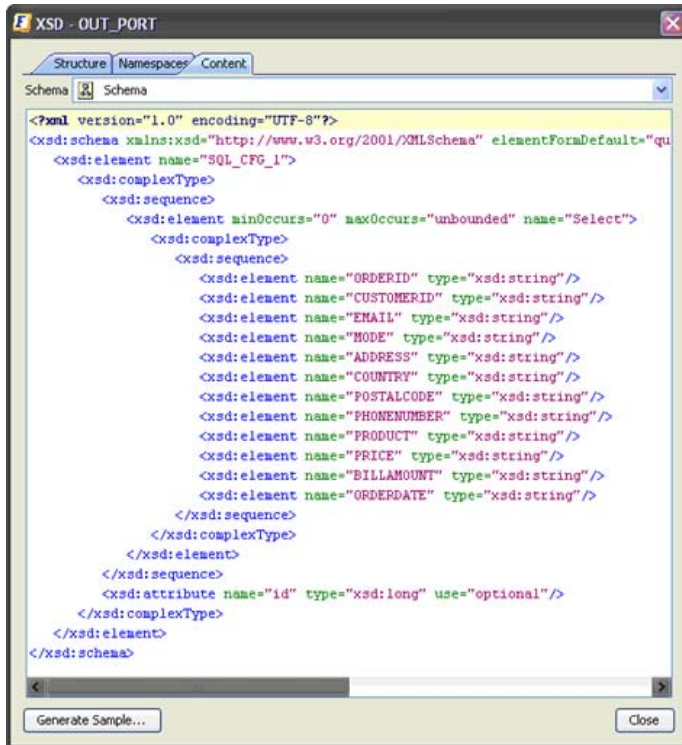 XSD - OUT_PORT
Structure Namespaces Content
Schema Schema
<?xml version="1.0" encoding="UTF-8"?>
<xsd:schema xmlns:xsd="http://www.w3.org/2001/XMLSchema" elementFormDefault="qu
<xsd:element name="SQL_CFG_1">
<xsd:complexType>
<xsd:sequence>
<xsd:element minOccurs="0" maxOccurs="unbounded" name="Select">
<xsd:complexType>
<xsd:sequence>
<xsd:element name="ORDERID" type="xsd:string"/>
<xsd:element name="CUSTOMERID" type="xsd:string"/>
<xsd:element name="EMAIL" type="xsd:string"/>
<xsd:element name="MODE" type="xsd:string"/>
<xsd:element name="ADDRESS" type="xsd:string"/>
<xsd:element name="COUNTRY" type="xsd:string"/>
<xsd:element name="POSTALCODE" type="xsd:string"/>
<xsd:element name="PHONENUMBER" type="xsd:string"/>
<xsd:element name="PRODUCT" type="xsd:string"/>
<xsd:element name="PRICE" type="xsd:string"/>
<xsd:element name="BILLAMOUNT" type="xsd:string"/>
<xsd:element name="ORDERDATE" type="xsd:string"/>
</xsd:sequence>
</xsd:complexType>
</xsd:element>
</xsd:sequence>
<xsd:attribute name="id" type="xsd:long" use="optional"/>
</xsd:complexType>
</xsd:element>
</xsd:schema>
Generate Sample... Close